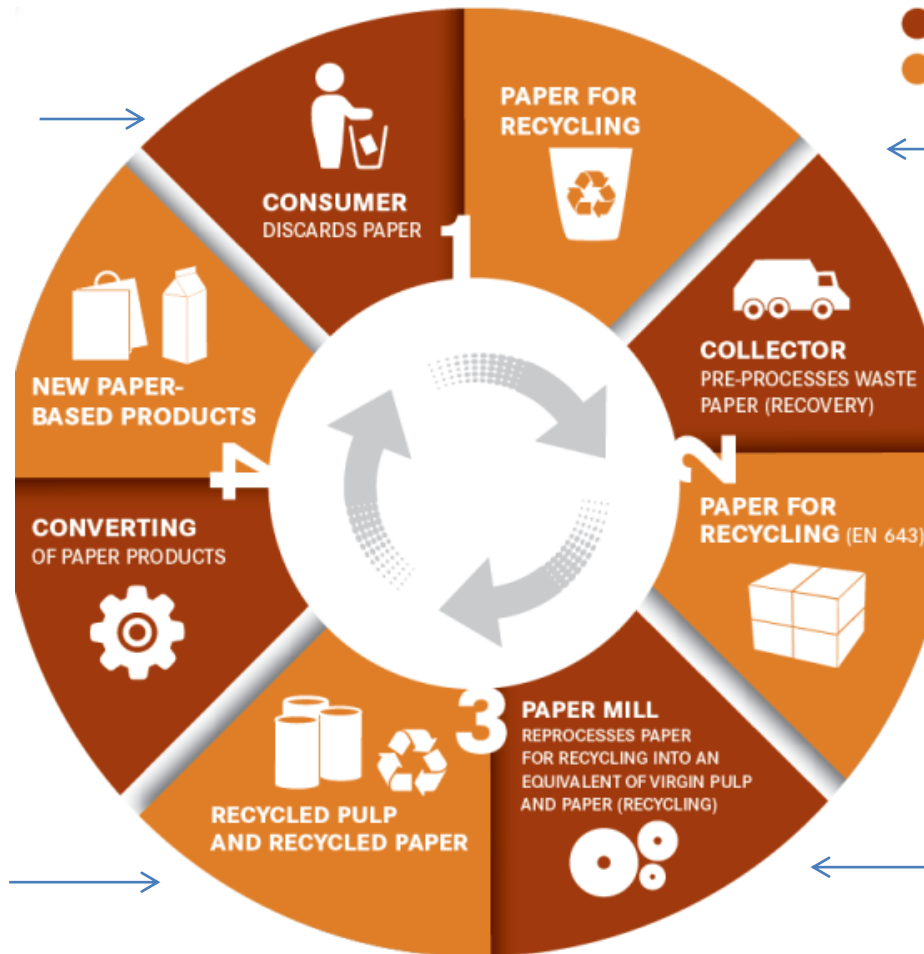 CONSUMER
DISCARDS PAPER
1
PAPER FOR
RECYCLING
COLLECTOR
PRE-PROCESSES WASTE
PAPER (RECOVERY)
2
PAPER FOR
RECYCLING (EN 643)
PAPER MILL
REPROCESSES PAPER
FOR RECYCLING INTO AN
EQUIVALENT OF VIRGIN PULP
AND PAPER (RECYCLING)
3
RECYCLED PULP
AND RECYCLED PAPER
CONVERTING
OF PAPER PRODUCTS
4
NEW PAPER-
BASED PRODUCTS